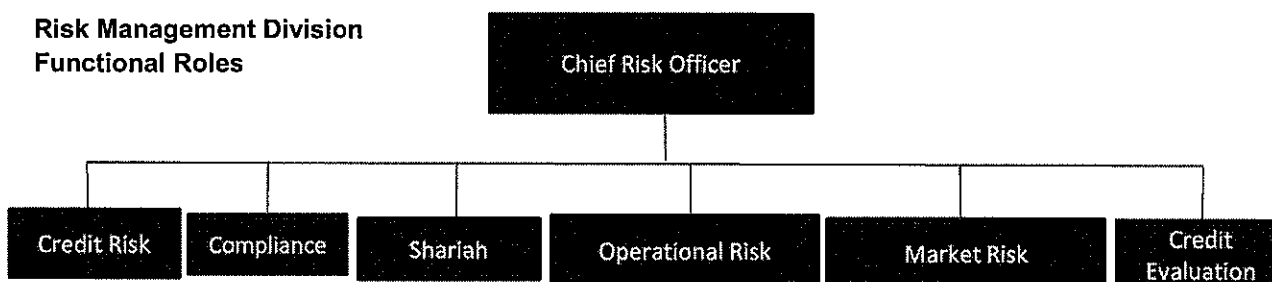 Risk Management Division
Functional Roles
Chief Risk Officer
Credit Risk
Compliance
Shariah
Operational Risk
Market Risk
Credit
Evaluation